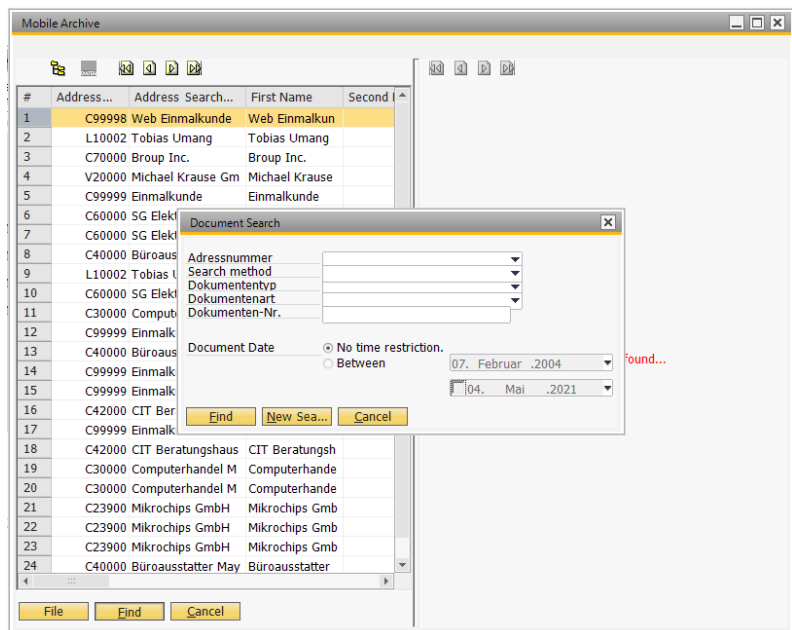 Mobile Archive
# Address... Address Search... First Name Second
1 C99998 Web Einmalkunde Web Einmalkun
2 L10002 Tobias Umang Tobias Umang
3 C70000 Broup Inc. Broup Inc.
4 V20000 Michael Krause Gm Michael Krause
5 C99999 Einmalkunde Einmalkunde
6 C60000 SG Elekt
7 C60000 SG Elekt
8 C40000 Büroaus
9 L10002 Tobias U
10 C60000 SG Elekt
11 C30000 Compute
12 C99999 Einmalk
13 C40000 Büroaus
14 C99999 Einmalk
15 C99999 Einmalk
16 C42000 CIT Ber
17 C99999 Einmalk
18 C42000 CIT Beratungshaus CIT Beratungsh
19 C30000 Computerhandel M Computerhande
20 C30000 Computerhandel M Computerhande
21 C23900 Mikrochips GmbH Mikrochips Gmb
22 C23900 Mikrochips GmbH Mikrochips Gmb
23 C23900 Mikrochips GmbH Mikrochips Gmb
24 C40000 Büroausstatter May Büroausstatter
File Find Cancel
Document Search
Adressnummer
Search method
Dokumententyp
Dokumentenart
Dokumenten-Nr.
Document Date No time restriction.
Between 07. Februar .2004
04. Mai .2021
Find New Sea... Cancel
found...